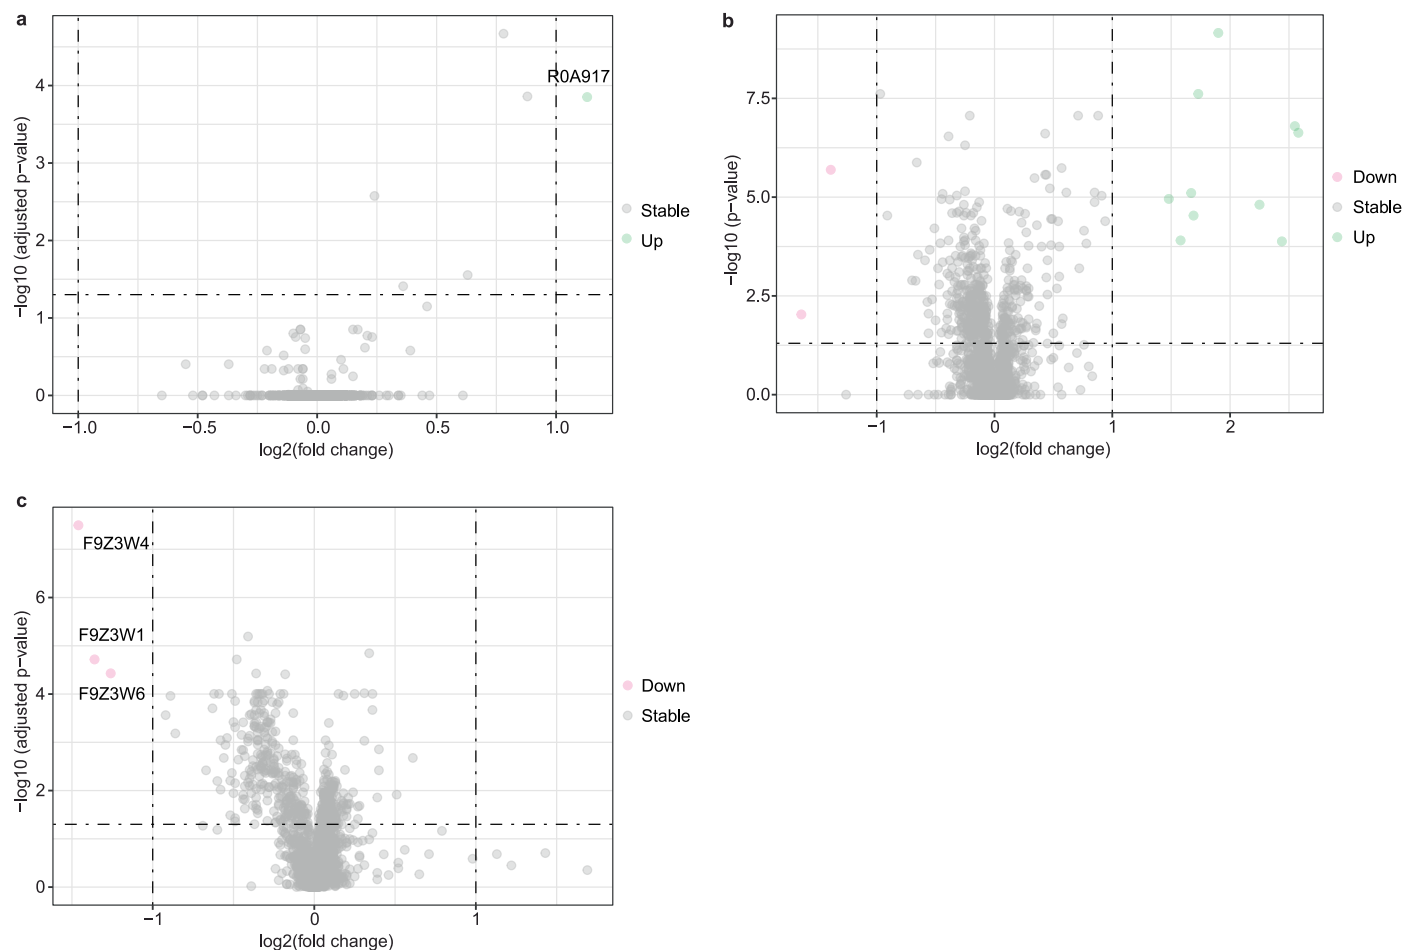 a
R0A917
4
3
2
1
0
−log10 (adjusted p−value)
−1.0
−0.5
0.0
0.5
1.0
log2(fold change)
Stable
Up
b
7.5
5.0
2.5
0.0
−log10 (p−value)
−1
0
1
2
log2(fold change)
Down
Stable
Up
c
F9Z3W4
F9Z3W1
F9Z3W6
6
4
2
0
−log10 (adjusted p−value)
−1
0
1
log2(fold change)
Down
Stable